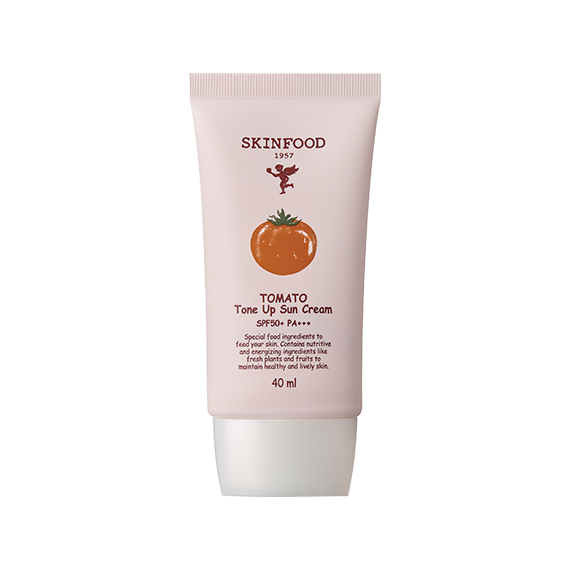 SKINFOOD
1957
TOMATO
Tone Up Sun Cream
SPF50+ PA+++
Special food ingredients to
feed your skin. Contains nutritive
and energizing ingredients like
fresh plants and fruits to
maintain healthy and lively skin.
40 ml